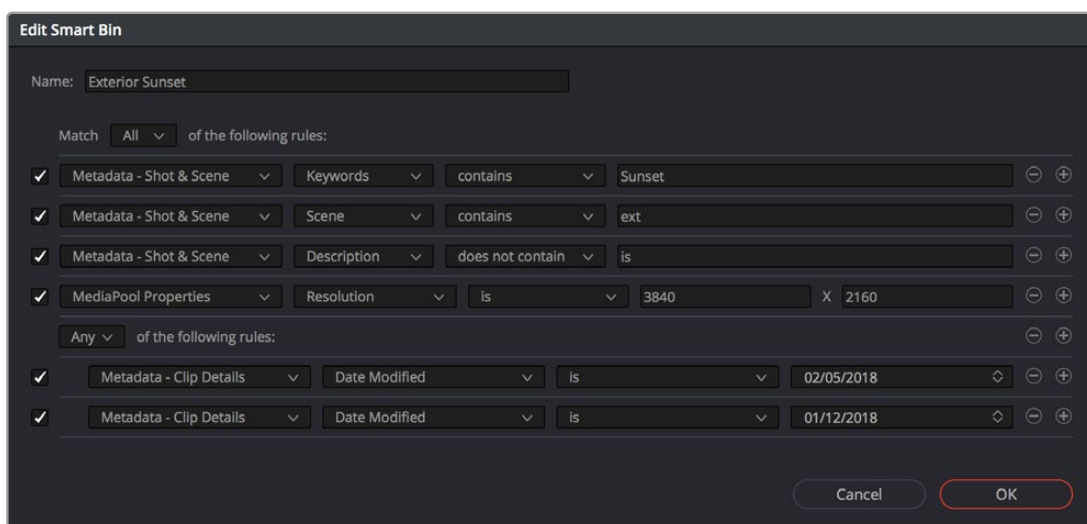 Edit Smart Bin
Name: Exterior Sunset
Match All of the following rules:
Metadata - Shot & Scene Keywords contains Sunset
Metadata - Shot & Scene Scene contains ext
Metadata - Shot & Scene Description does not contain is
MediaPool Properties Resolution is 3840 X 2160
Any of the following rules:
Metadata - Clip Details Date Modified is 02/05/2018
Metadata - Clip Details Date Modified is 01/12/2018
Cancel OK